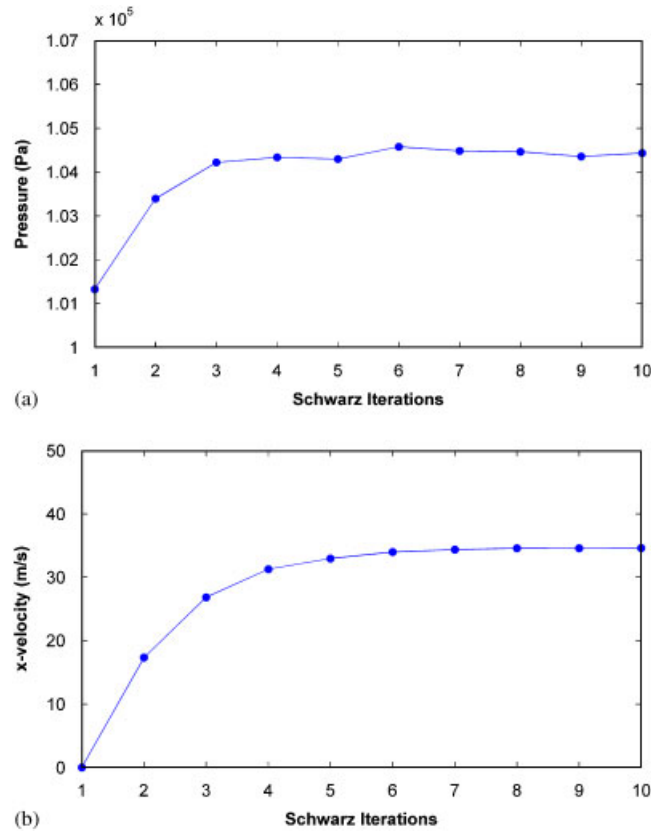 x 10⁵
1.07
1.06
1.05
1.04
1.03
1.02
1.01
1
Pressure (Pa)
1 2 3 4 5 6 7 8 9 10
(a)
Schwarz Iterations
50
40
30
20
10
0
x-velocity (m/s)
1 2 3 4 5 6 7 8 9 10
(b)
Schwarz Iterations